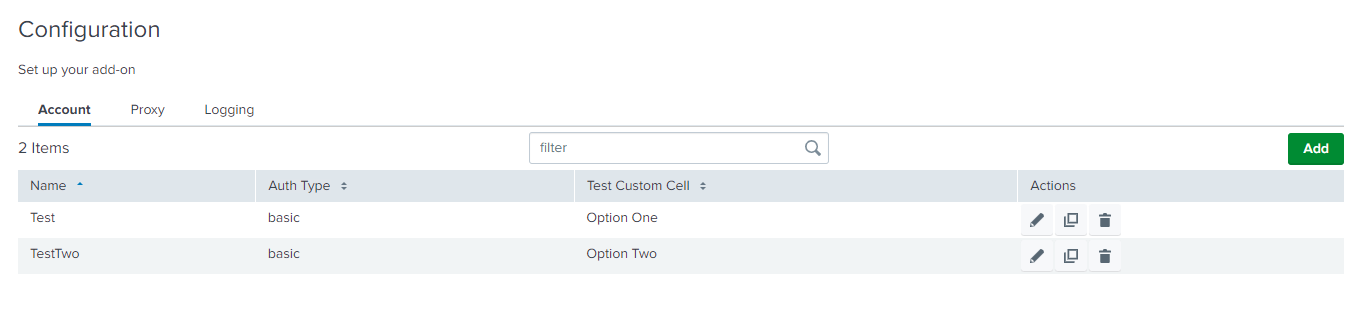 Configuration
Set up your add-on
Account Proxy Logging
2 Items filter Add
Name Auth Type Test Custom Cell Actions
Test basic Option One
TestTwo basic Option Two